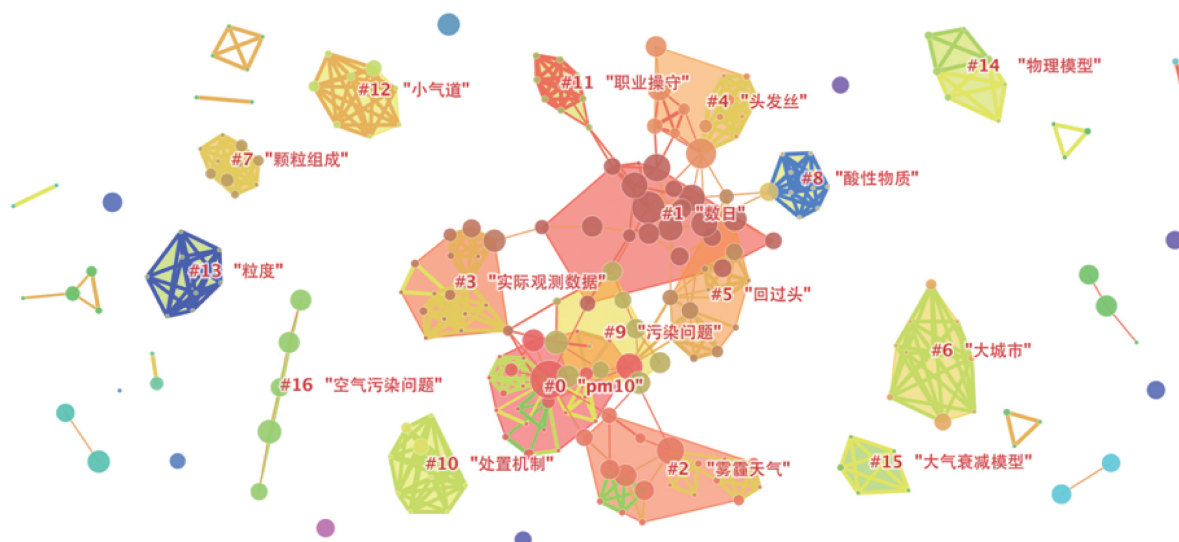 #14 "物理模型"
#11 "职业操守"
#12 "小气道"
#4 "头发丝"
#7 "颗粒组成"
#8 "酸性物质"
#1 "数日"
#13 "粒度"
#3 "实际观测数据"
#5 "回过头"
#9 "污染问题"
#6 "大城市"
#16 "空气污染问题"
#0 "pm10"
#10 "处置机制"
#15 "大气衰减模型"
#2 "雾霾天气"